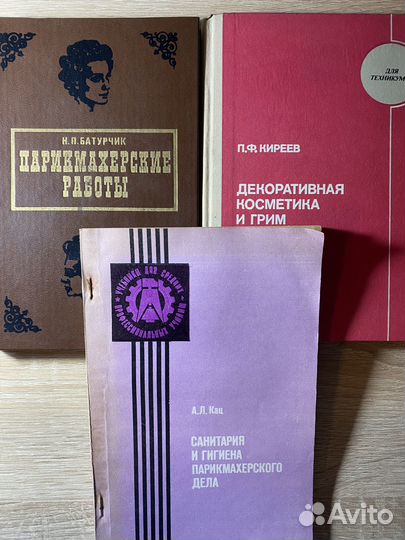 Н.П. БАТУРЧИК
ПАРИКМАХЕРСКИЕ
РАБОТЫ
ДЛЯ
ТЕХНИКУМ
П.Ф. КИРЕЕВ
ДЕКОРАТИВНАЯ
КОСМЕТИКА
И ГРИМ
УЧЕБНИКИ ДЛЯ СРЕДНИХ
ПРОФЕССИОНАЛЬНЫХ УЧИЛИЩ
А.Л. Кац
САНИТАРИЯ
И ГИГИЕНА
ПАРИКМАХЕРСКОГО
ДЕЛА
Avito